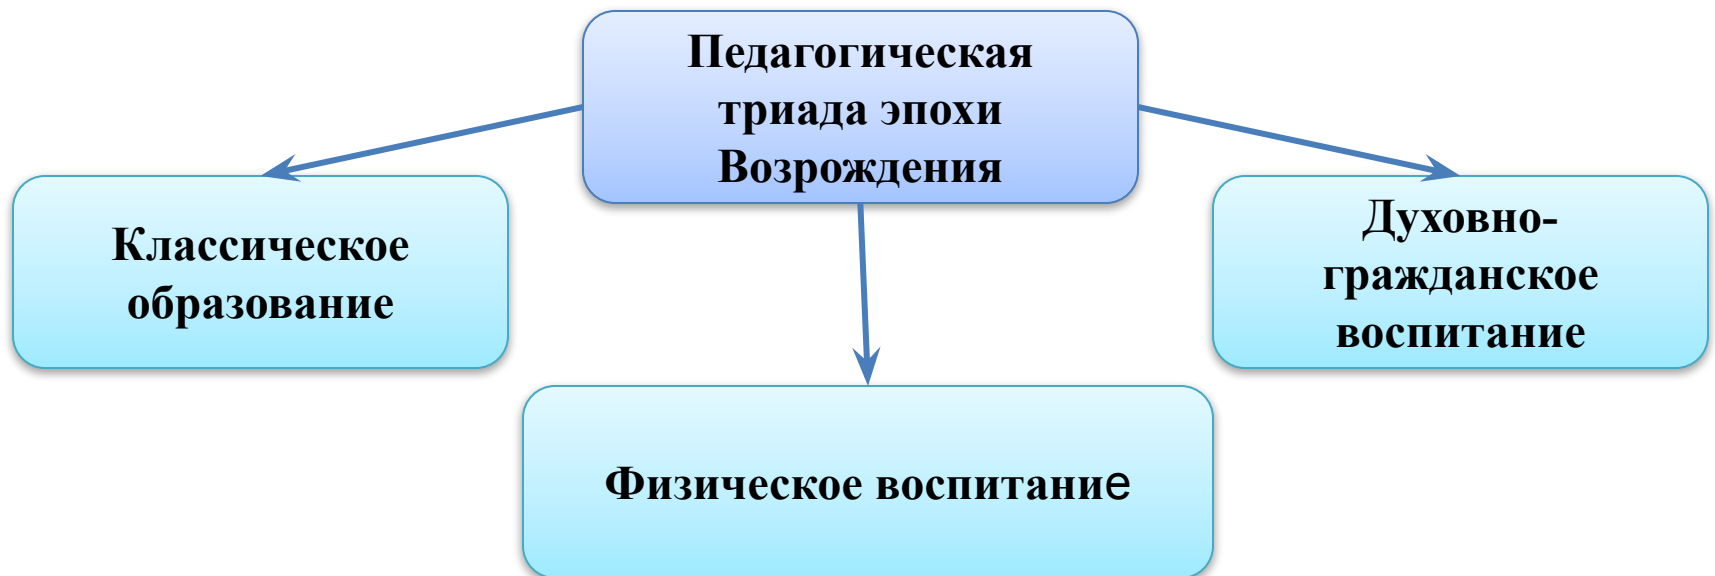 Педагогическая
триада эпохи
Возрождения
Классическое
образование
Духовно-
гражданское
воспитание
Физическое воспитание